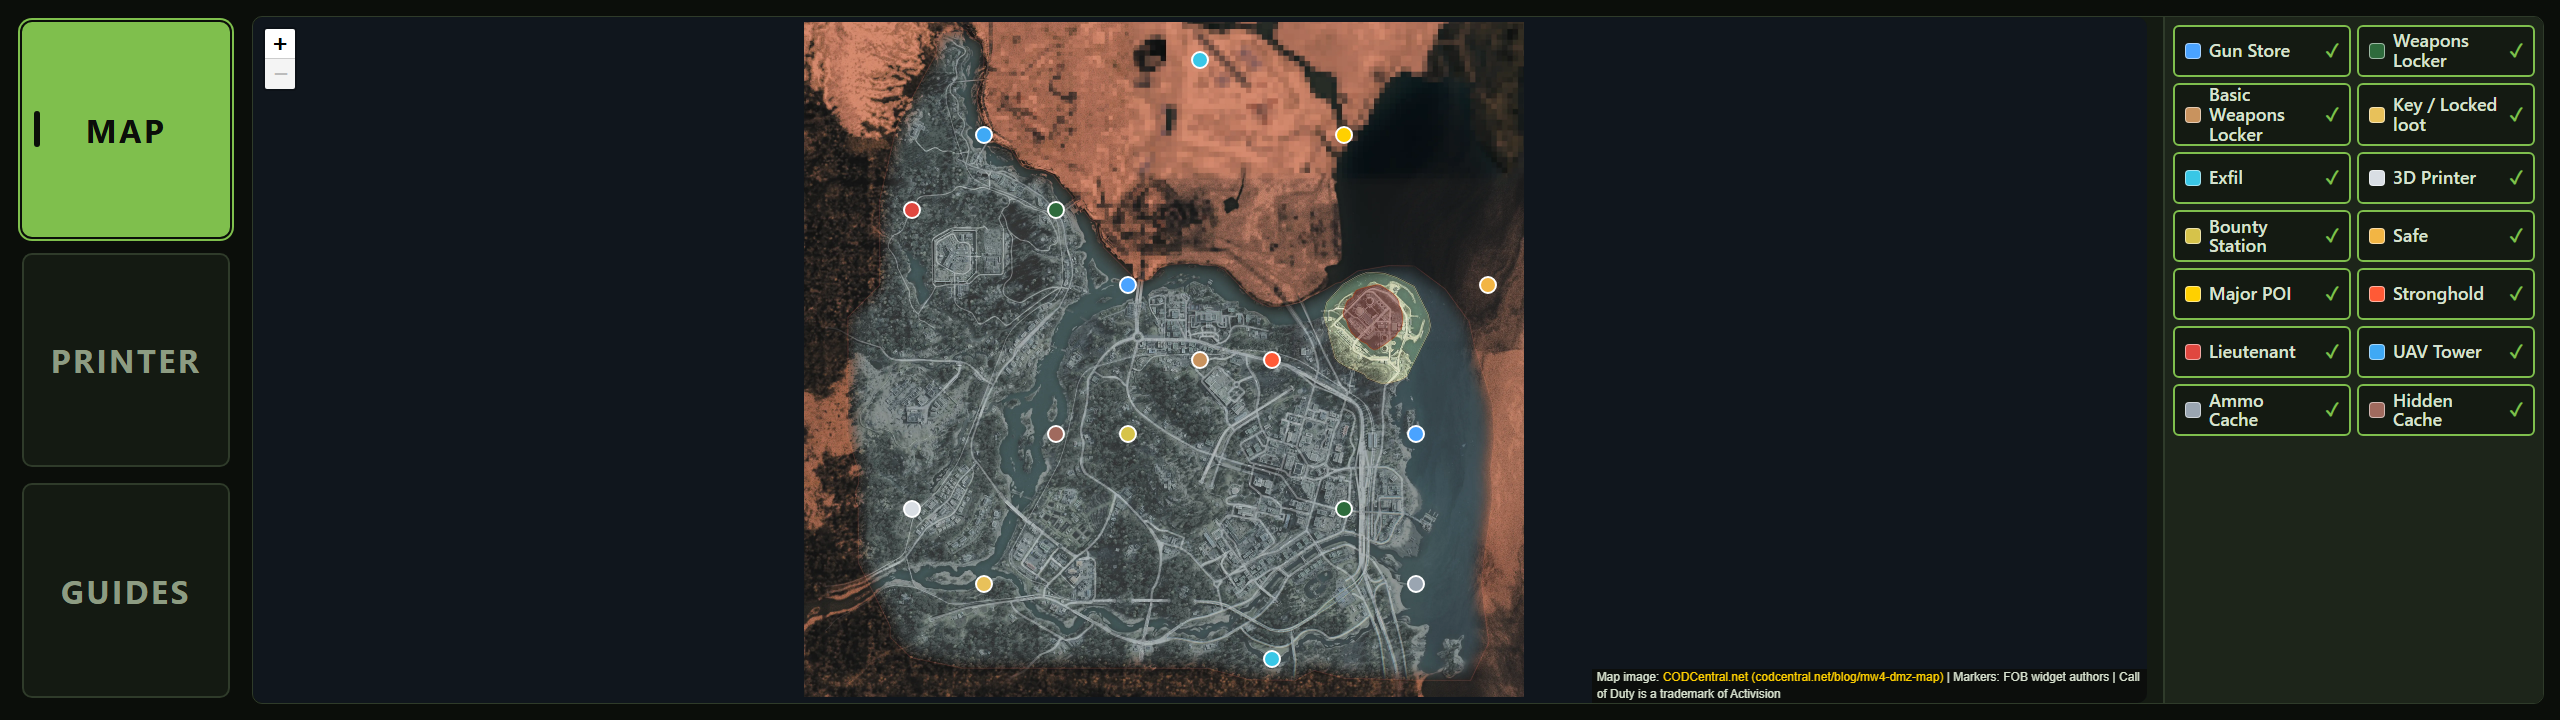 MAP
PRINTER
GUIDES
+
−
Gun Store ✓
Weapons
Locker ✓
Basic
Weapons
Locker ✓
Key / Locked
loot ✓
Exfil ✓
3D Printer ✓
Bounty
Station ✓
Safe ✓
Major POI ✓
Stronghold ✓
Lieutenant ✓
UAV Tower ✓
Ammo
Cache ✓
Hidden
Cache ✓
Map image: CODCentral.net (codcentral.net/blog/mw4-dmz-map) | Markers: FOB widget authors | Call
of Duty is a trademark of Activision